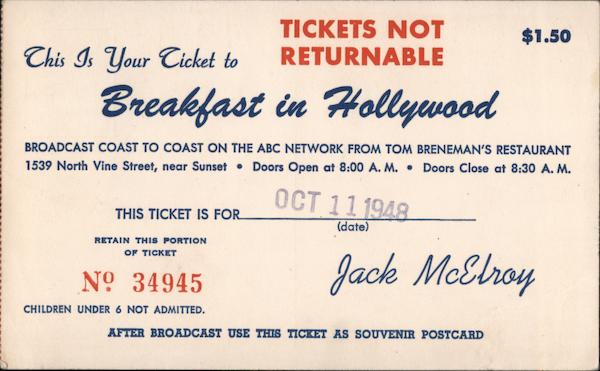 TICKETS NOT
RETURNABLE
$1.50
This Is Your Ticket to
Breakfast in Hollywood
BROADCAST COAST TO COAST ON THE ABC NETWORK FROM TOM BRENEMAN'S RESTAURANT
1539 North Vine Street, near Sunset • Doors Open at 8:00 A. M. • Doors Close at 8:30 A. M.
THIS TICKET IS FOR OCT 11 1948
(date)
RETAIN THIS PORTION
OF TICKET
Nº 34945
Jack McElroy
CHILDREN UNDER 6 NOT ADMITTED.
AFTER BROADCAST USE THIS TICKET AS SOUVENIR POSTCARD